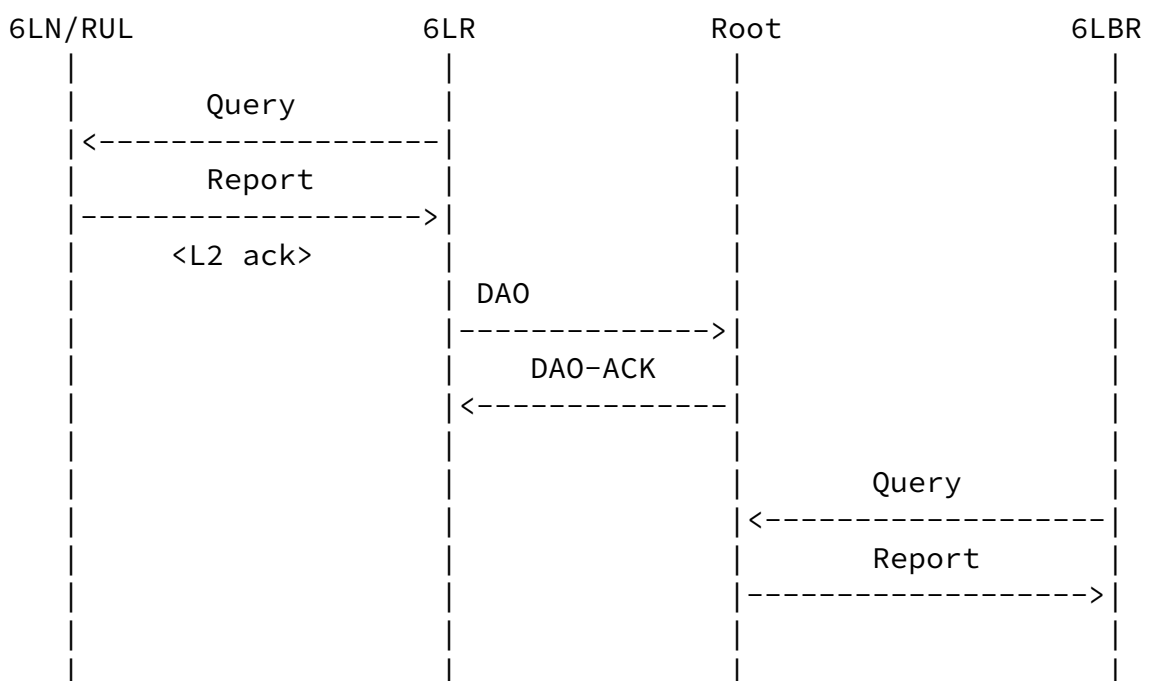 6LN/RUL 6LR Root 6LBR
Query
Report
<L2 ack>
DAO
DAO-ACK
Query
Report